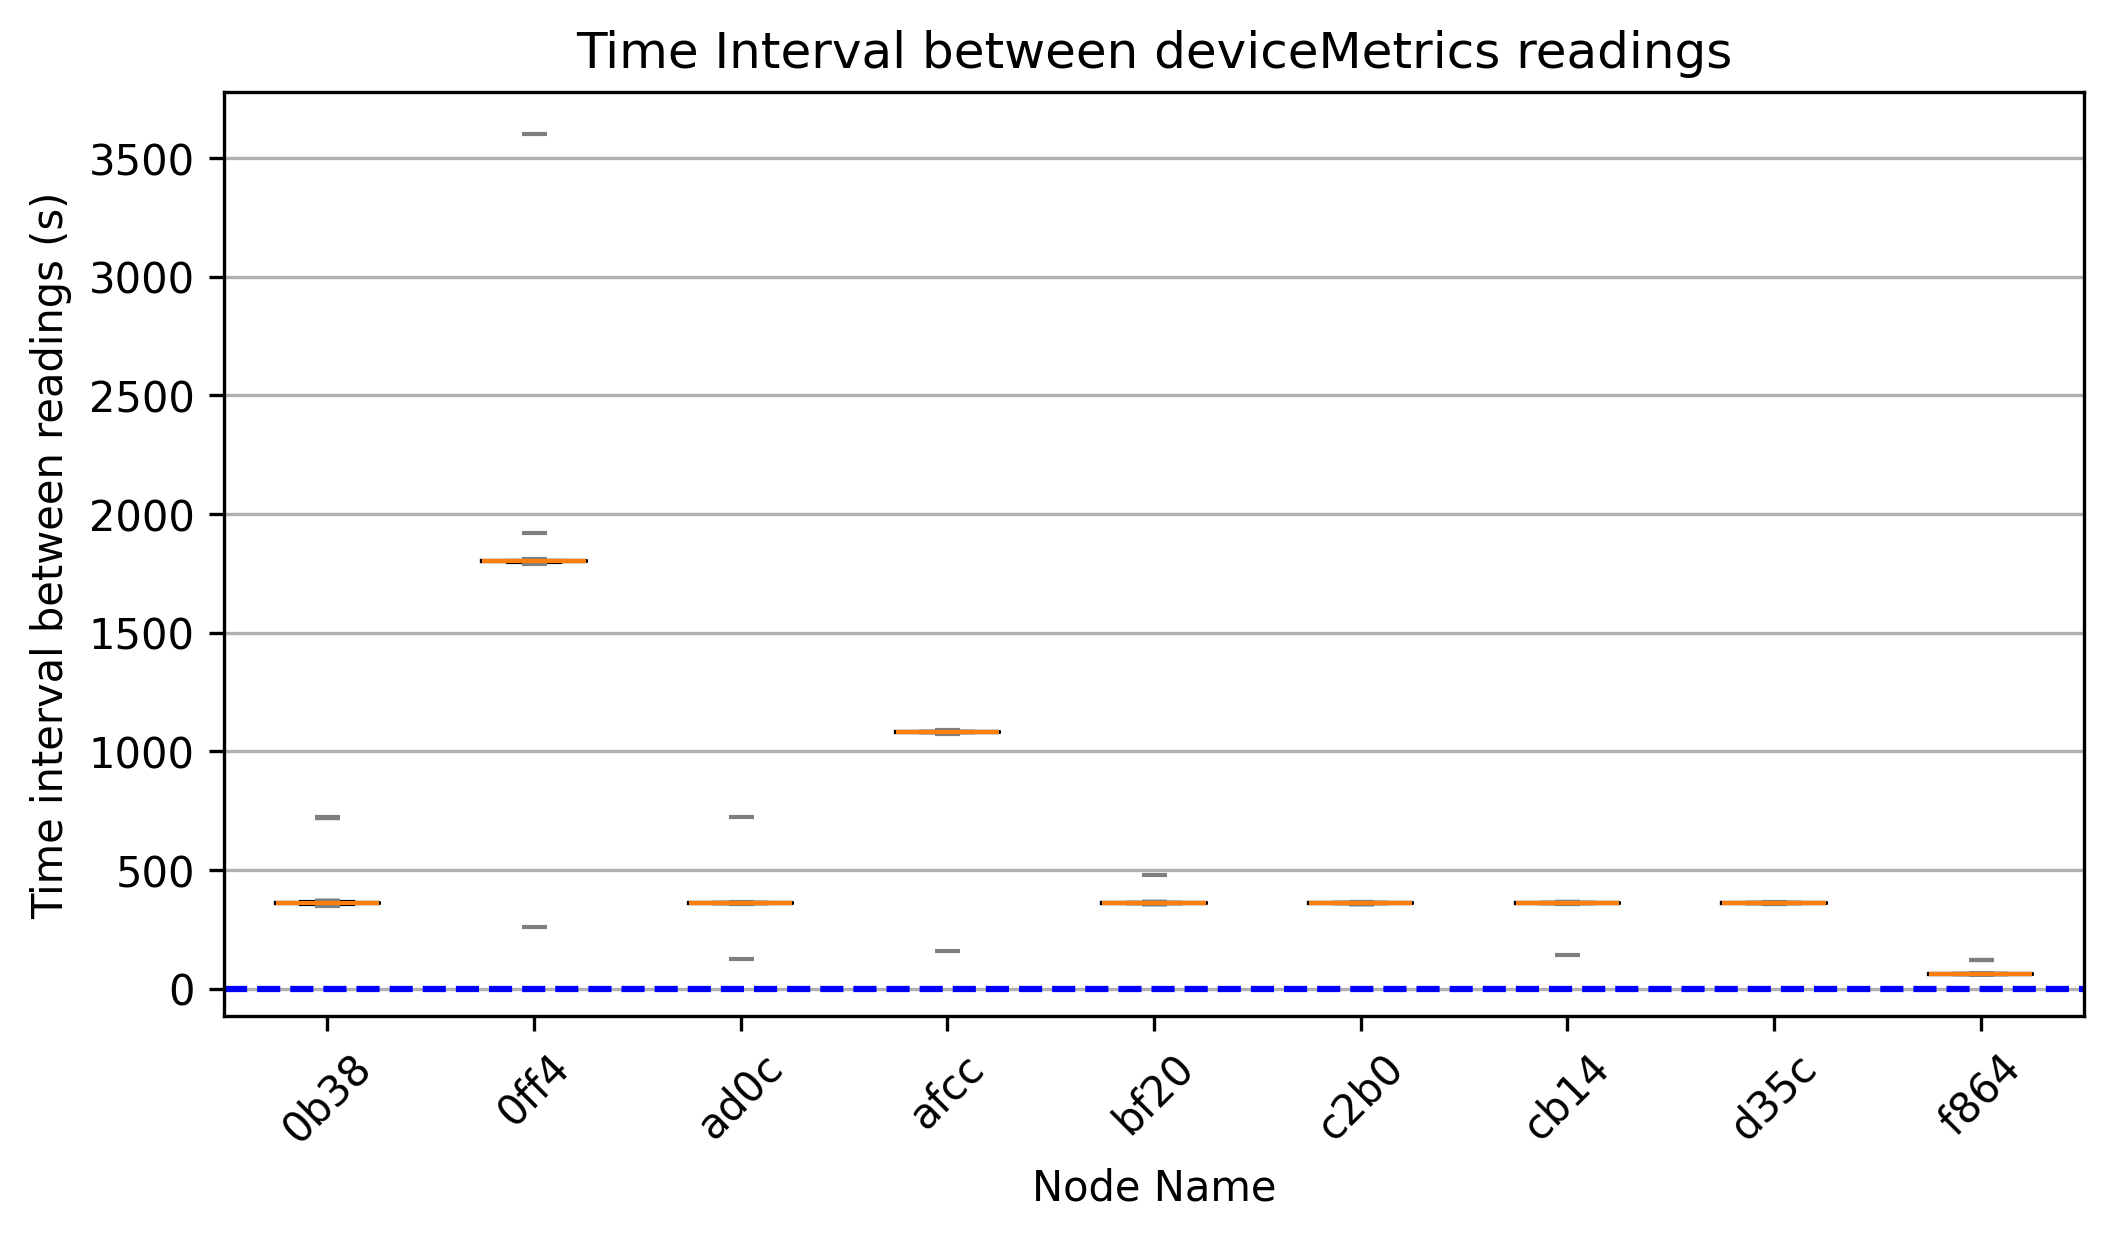 Time Interval between deviceMetrics readings
Time interval between readings (s)
3500
3000
2500
2000
1500
1000
500
0
0b38
0ff4
ad0c
afcc
bf20
c2b0
cb14
d35c
f864
Node Name